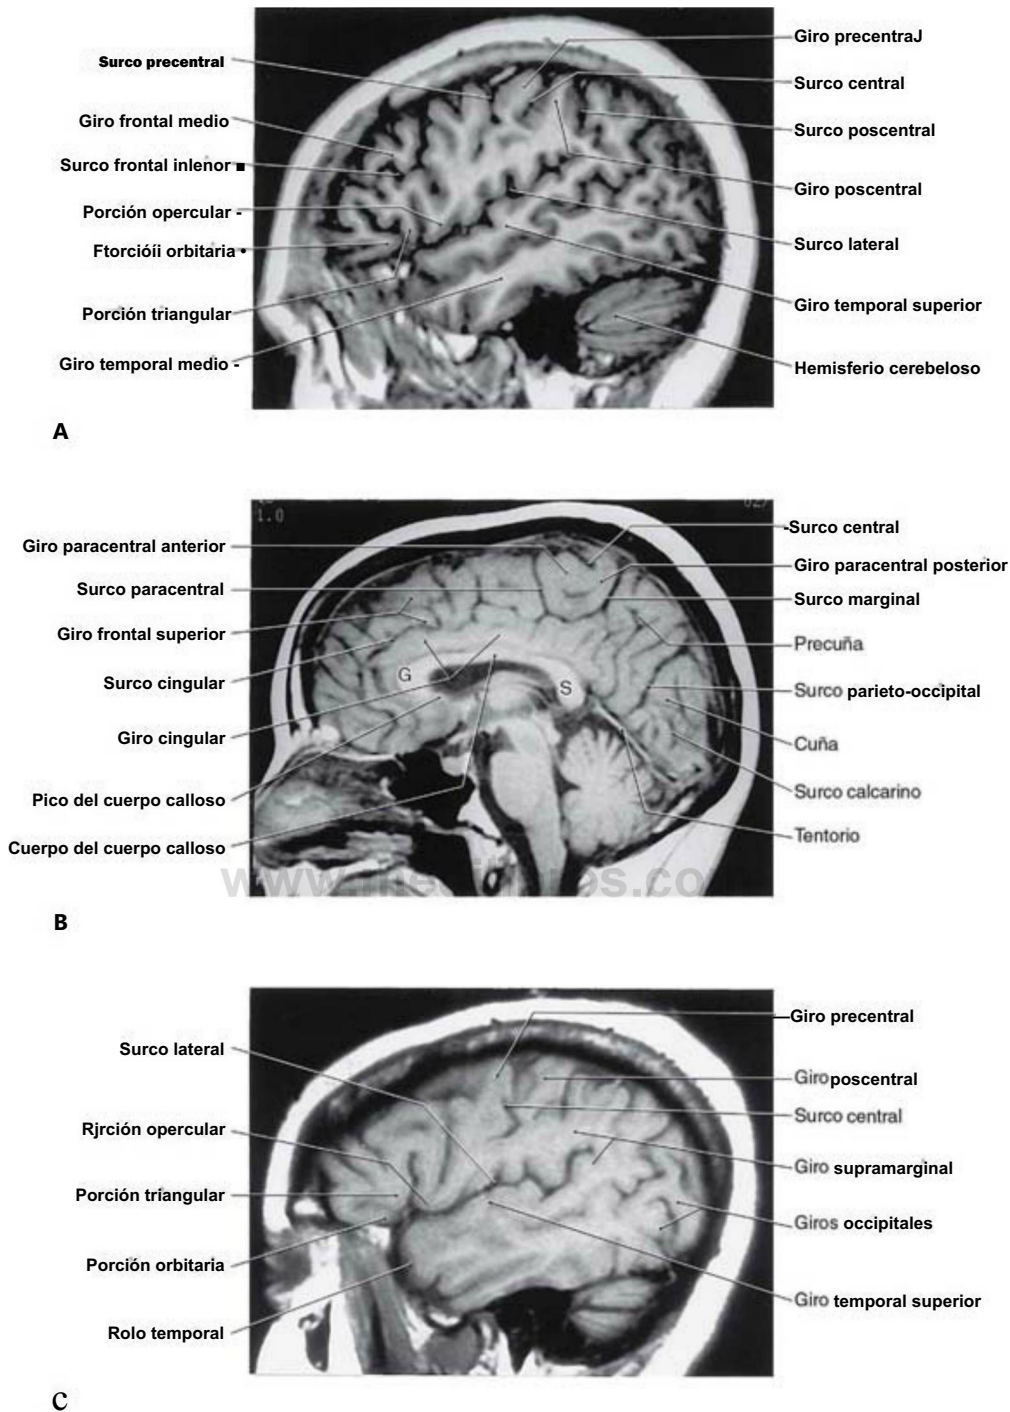 Surco precentral
Giro frontal medio
Surco frontal inlenor ■
Porción opercular -
Ftorcióíi orbitaria •
Porción triangular
Giro temporal medio -
Giro precentraJ
Surco central
Surco poscentral
Giro poscentral
Surco lateral
Giro temporal superior
Hemisferio cerebeloso
A
1.0
Giro paracentral anterior
Surco paracentral
Giro frontal superior
Surco cingular
Giro cingular
Pico del cuerpo calloso
Cuerpo del cuerpo calloso
G
S
-Surco central
Giro paracentral posterior
Surco marginal
Precuña
Surco parieto-occipital
Cuña
Surco calcarino
Tentorio
B
Surco lateral
Rjrción opercular
Porción triangular
Porción orbitaria
Rolo temporal
Giro precentral
Giro poscentral
Surco central
Giro supramarginal
Giros occipitales
Giro temporal superior
C